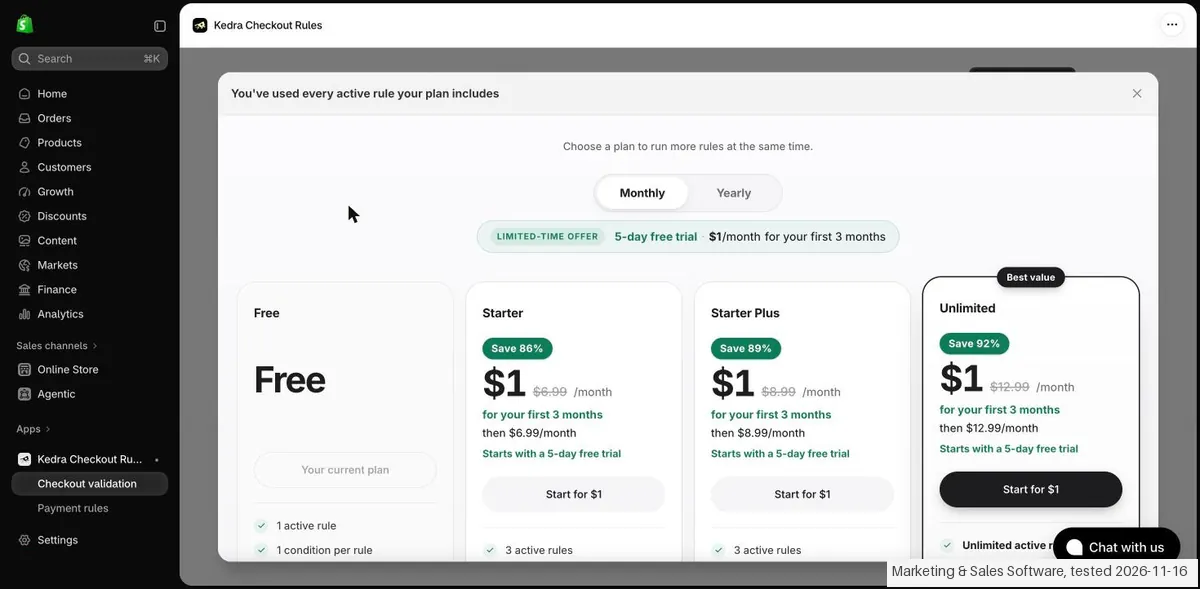 Kedra Checkout Rules
Search ⌘K
Home
Orders
Products
Customers
Growth
Discounts
Content
Markets
Finance
Analytics
Sales channels
Online Store
Agentic
Apps
Kedra Checkout Ru...
Checkout validation
Payment rules
Settings
You've used every active rule your plan includes
Choose a plan to run more rules at the same time.
Monthly Yearly
LIMITED-TIME OFFER 5-day free trial · $1/month for your first 3 months
Free
Free
Your current plan
1 active rule
1 condition per rule
Starter
Save 86%
$1 $6.99 /month
for your first 3 months
then $6.99/month
Starts with a 5-day free trial
Start for $1
3 active rules
Starter Plus
Save 89%
$1 $8.99 /month
for your first 3 months
then $8.99/month
Starts with a 5-day free trial
Start for $1
3 active rules
Best value
Unlimited
Save 92%
$1 $12.99 /month
for your first 3 months
then $12.99/month
Starts with a 5-day free trial
Start for $1
Unlimited active
Chat with us
Marketing & Sales Software, tested 2026-11-16